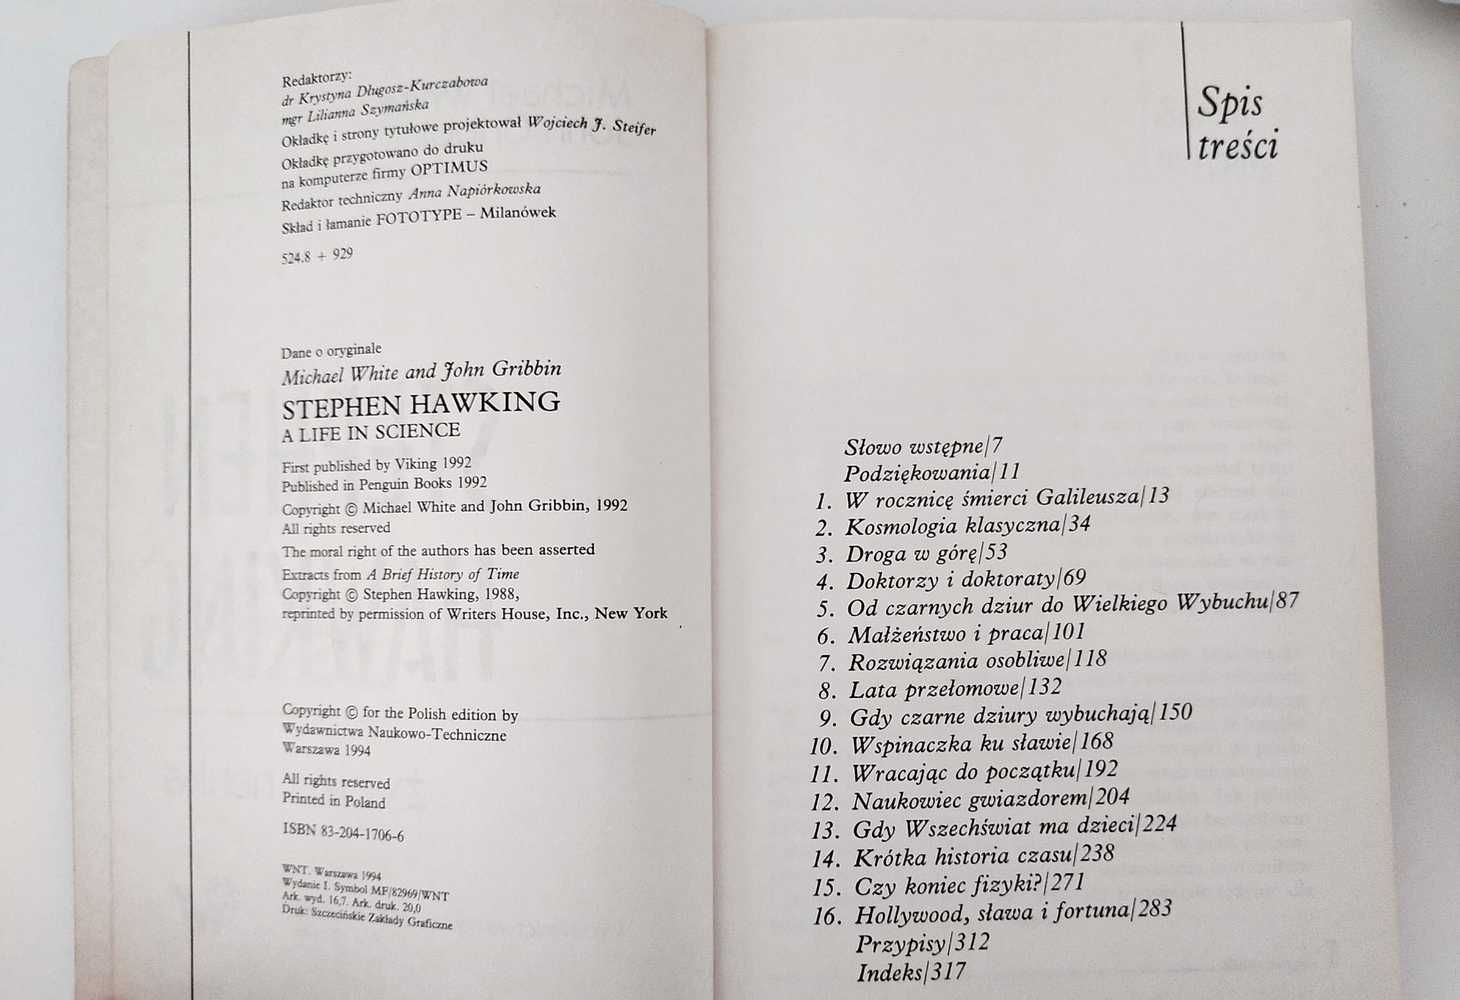 Redaktorzy:
dr Krystyna Długosz-Kurczabowa
mgr Lilianna Szymańska
Okładkę i strony tytułowe projektował Wojciech J. Steifer
Okładkę przygotowano do druku
na komputerze firmy OPTIMUS
Redaktor techniczny Anna Napiórkowska
Skład i łamanie FOTOTYPE – Milanówek
524.8 + 929
Dane o oryginale
Michael White and John Gribbin
STEPHEN HAWKING
A LIFE IN SCIENCE
First published by Viking 1992
Published in Penguin Books 1992
Copyright © Michael White and John Gribbin, 1992
All rights reserved
The moral right of the authors has been asserted
Extracts from A Brief History of Time
Copyright © Stephen Hawking, 1988,
reprinted by permission of Writers House, Inc., New York
Copyright © for the Polish edition by
Wydawnictwa Naukowo-Techniczne
Warszawa 1994
All rights reserved
Printed in Poland
ISBN 83-204-1706-6
WNT. Warszawa 1994
Wydanie I. Symbol MF/82969/WNT
Ark. wyd. 16,7. Ark. druk. 20,0
Druk: Szczecińskie Zakłady Graficzne
Spis
treści
Słowo wstępne|7
Podziękowania|11
1. W rocznicę śmierci Galileusza|13
2. Kosmologia klasyczna|34
3. Droga w górę|53
4. Doktorzy i doktoraty|69
5. Od czarnych dziur do Wielkiego Wybuchu|87
6. Małżeństwo i praca|101
7. Rozwiązania osobliwe|118
8. Lata przełomowe|132
9. Gdy czarne dziury wybuchają|150
10. Wspinaczka ku sławie|168
11. Wracając do początku|192
12. Naukowiec gwiazdorem|204
13. Gdy Wszechświat ma dzieci|224
14. Krótka historia czasu|238
15. Czy koniec fizyki?|271
16. Hollywood, sława i fortuna|283
Przypisy|312
Indeks|317